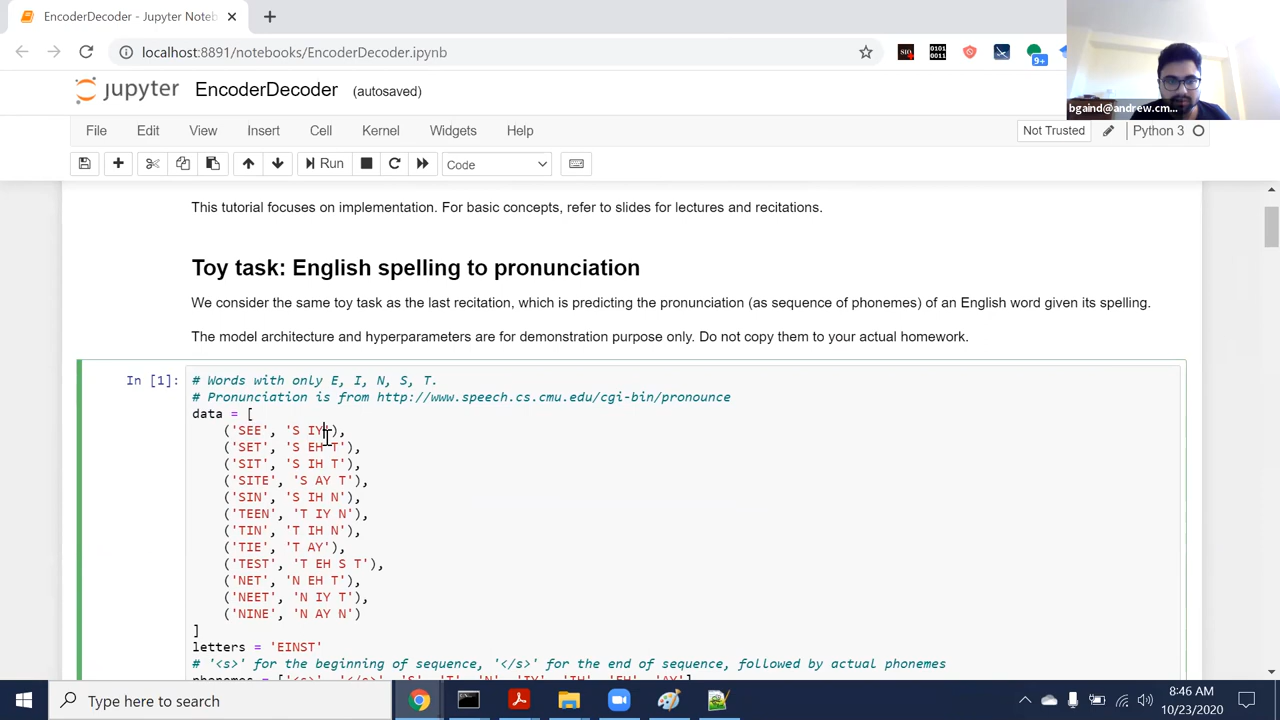 EncoderDecoder - Jupyter Noteb
localhost:8891/notebooks/EncoderDecoder.ipynb
9+
bgaind@andrew.cm...
jupyter EncoderDecoder (autosaved)
File Edit View Insert Cell Kernel Widgets Help
Not Trusted Python 3
Run Code
This tutorial focuses on implementation. For basic concepts, refer to slides for lectures and recitations.
Toy task: English spelling to pronunciation
We consider the same toy task as the last recitation, which is predicting the pronunciation (as sequence of phonemes) of an English word given its spelling.
The model architecture and hyperparameters are for demonstration purpose only. Do not copy them to your actual homework.
In [1]: # Words with only E, I, N, S, T.
# Pronunciation is from http://www.speech.cs.cmu.edu/cgi-bin/pronounce
data = [
('SEE', 'S IY'),
('SET', 'S EH T'),
('SIT', 'S IH T'),
('SITE', 'S AY T'),
('SIN', 'S IH N'),
('TEEN', 'T IY N'),
('TIN', 'T IH N'),
('TIE', 'T AY'),
('TEST', 'T EH S T'),
('NET', 'N EH T'),
('NEET', 'N IY T'),
('NINE', 'N AY N')
]
letters = 'EINST'
# '<s>' for the beginning of sequence, '</s>' for the end of sequence, followed by actual phonemes
phonemes = ['<s>', '</s>', 'S', 'T', 'N', 'IY', 'IH', 'EH', 'AY']
Type here to search
8:46 AM
10/23/2020